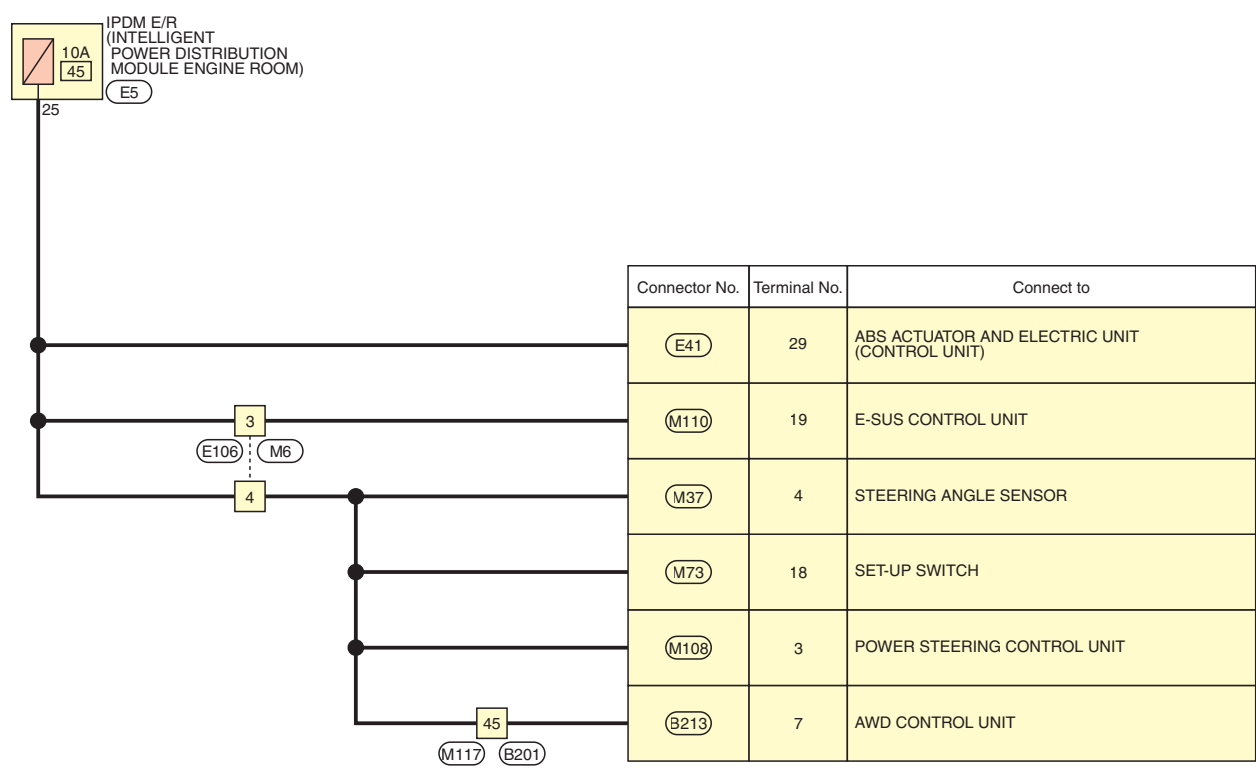 IPDM E/R
(INTELLIGENT
POWER DISTRIBUTION
MODULE ENGINE ROOM)
10A
45
E5
25
Connector No. Terminal No. Connect to
E41 29 ABS ACTUATOR AND ELECTRIC UNIT
(CONTROL UNIT)
3 M110 19 E-SUS CONTROL UNIT
E106 M6
4 M37 4 STEERING ANGLE SENSOR
M73 18 SET-UP SWITCH
M108 3 POWER STEERING CONTROL UNIT
45 B213 7 AWD CONTROL UNIT
M117 B201